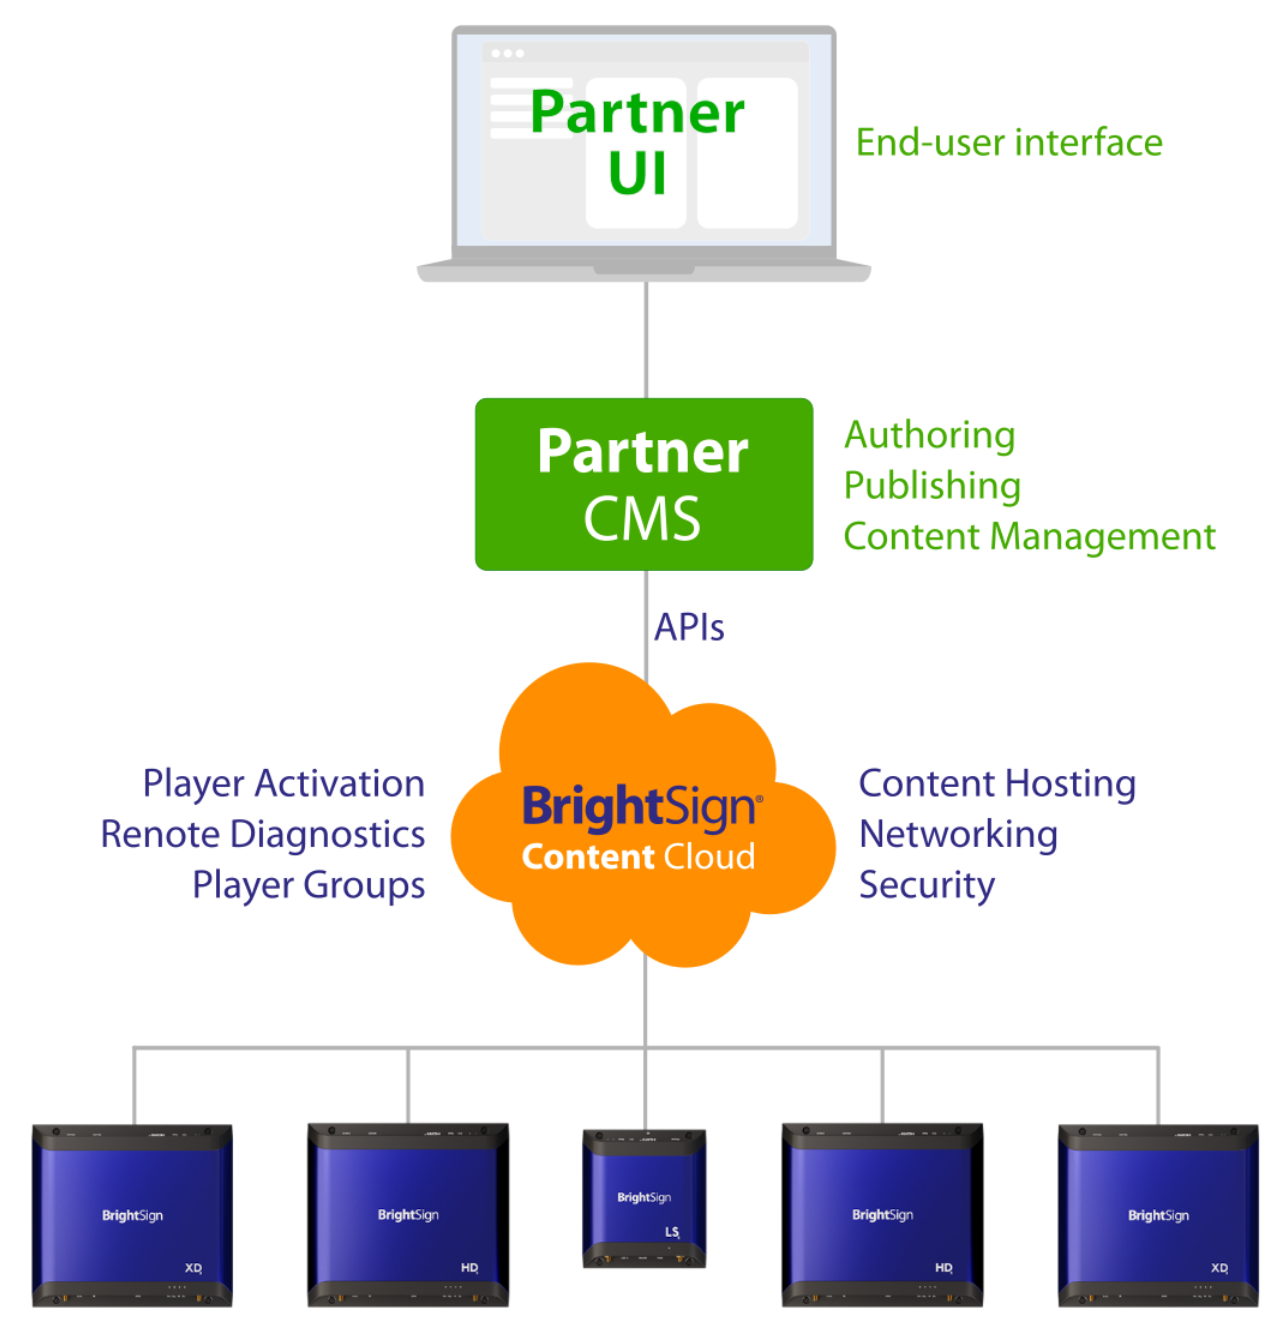 Partner
UI
End-user interface
Partner
CMS
Authoring
Publishing
Content Management
APIs
Player Activation
Renote Diagnostics
Player Groups
BrightSign®
Content Cloud
Content Hosting
Networking
Security
BrightSign
XD
BrightSign
HD
BrightSign
LS
BrightSign
HD
BrightSign
XD